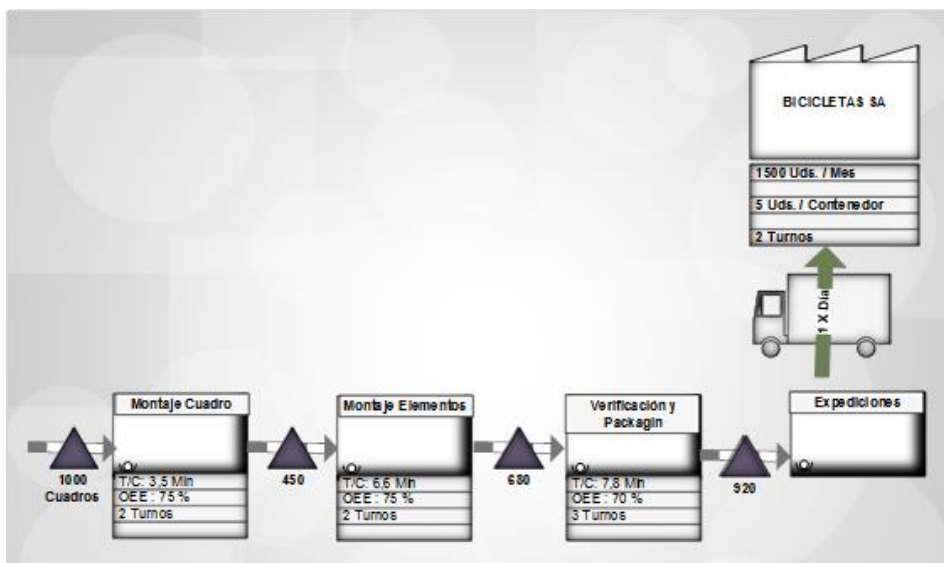 BICICLETAS SA
1500 Uds. / Mes
5 Uds. / Contenedor
2 Turnos
1 X Día
Montaje Cuadro
T/C: 3,5 Min
OEE : 75 %
2 Turnos
Montaje Elementos
T/C: 6,6 Min
OEE : 75 %
2 Turnos
Verificación y
Packagin
T/C: 7,8 Min
OEE : 70 %
3 Turnos
Expediciones
1000
Cuadros
450
680
920